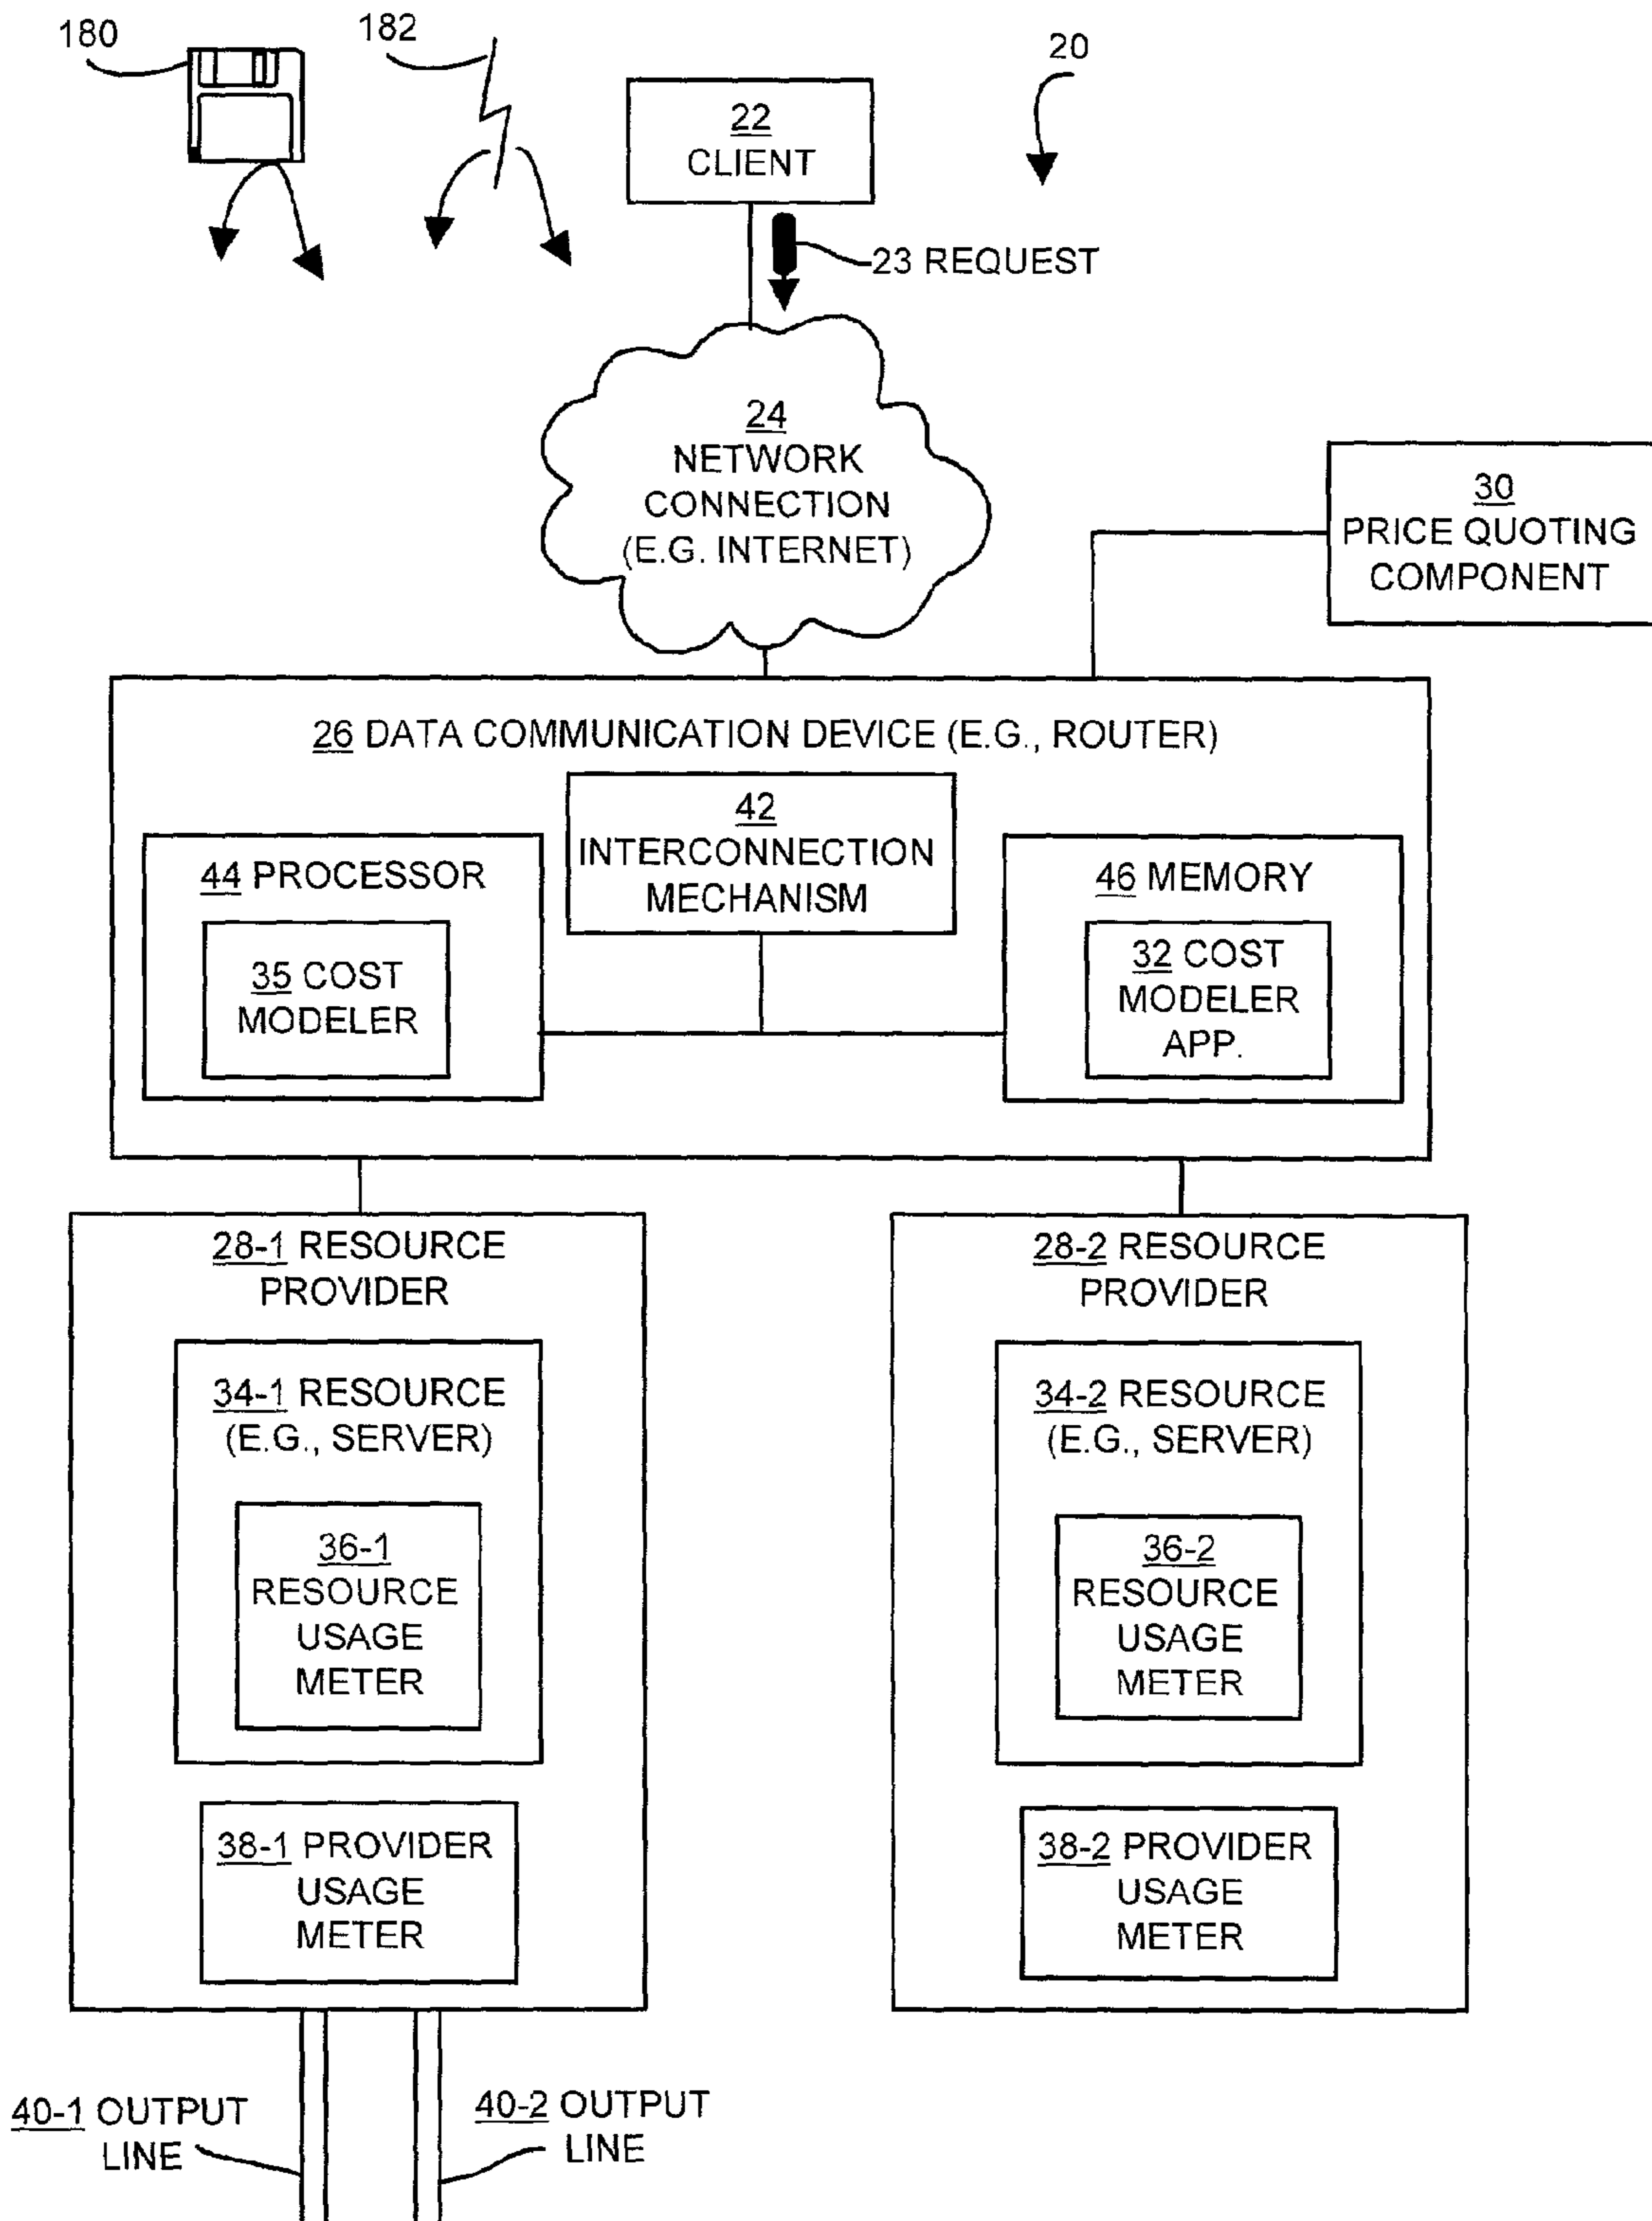 180
182
20
22
CLIENT
23 REQUEST
24
NETWORK
CONNECTION
(E.G. INTERNET)
30
PRICE QUOTING
COMPONENT
26 DATA COMMUNICATION DEVICE (E.G., ROUTER)
42
INTERCONNECTION
MECHANISM
44 PROCESSOR
35 COST
MODELER
46 MEMORY
32 COST
MODELER
APP.
28-1 RESOURCE
PROVIDER
34-1 RESOURCE
(E.G., SERVER)
36-1
RESOURCE
USAGE
METER
38-1 PROVIDER
USAGE
METER
28-2 RESOURCE
PROVIDER
34-2 RESOURCE
(E.G., SERVER)
36-2
RESOURCE
USAGE
METER
38-2 PROVIDER
USAGE
METER
40-1 OUTPUT
LINE
40-2 OUTPUT
LINE